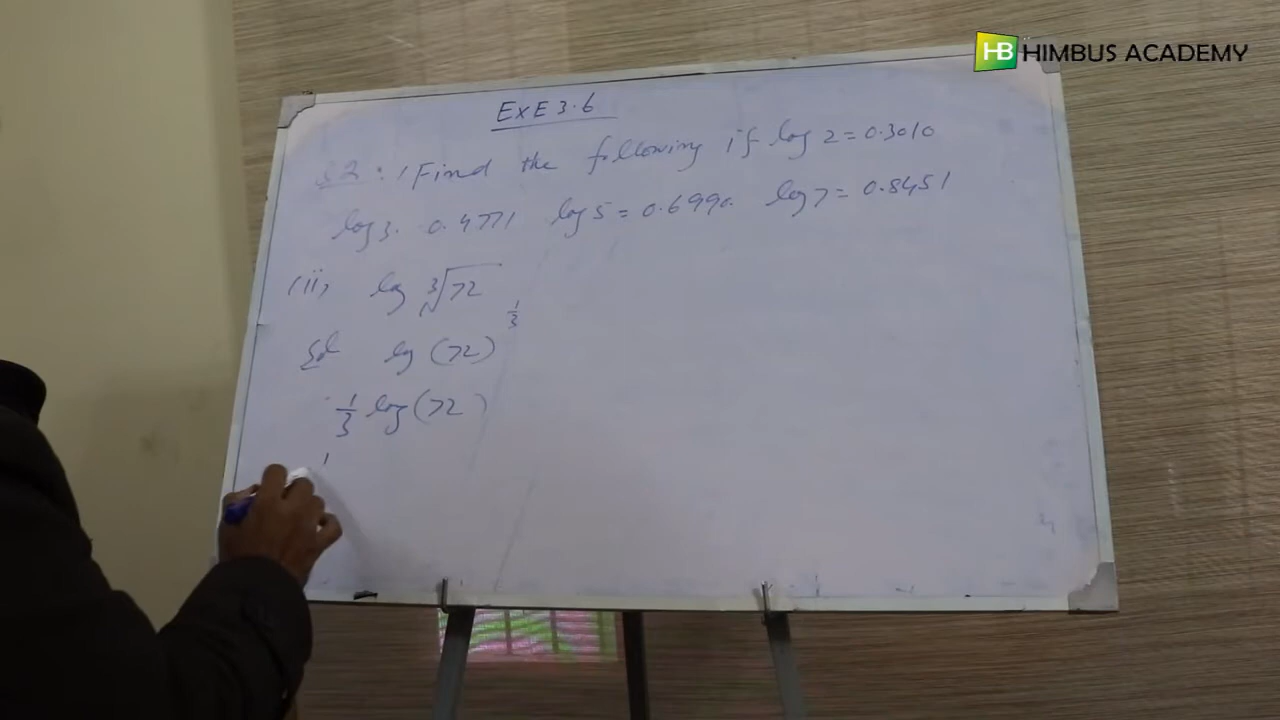 HB HIMBUS ACADEMY
EXE 3.6
Q2: Find the following if log 2 = 0.3010
log 3. 0.4771 log 5 = 0.6990. log 7 = 0.8451
(ii, log ∛72
Sol log (72)^1/3
1/3 log (72)
1